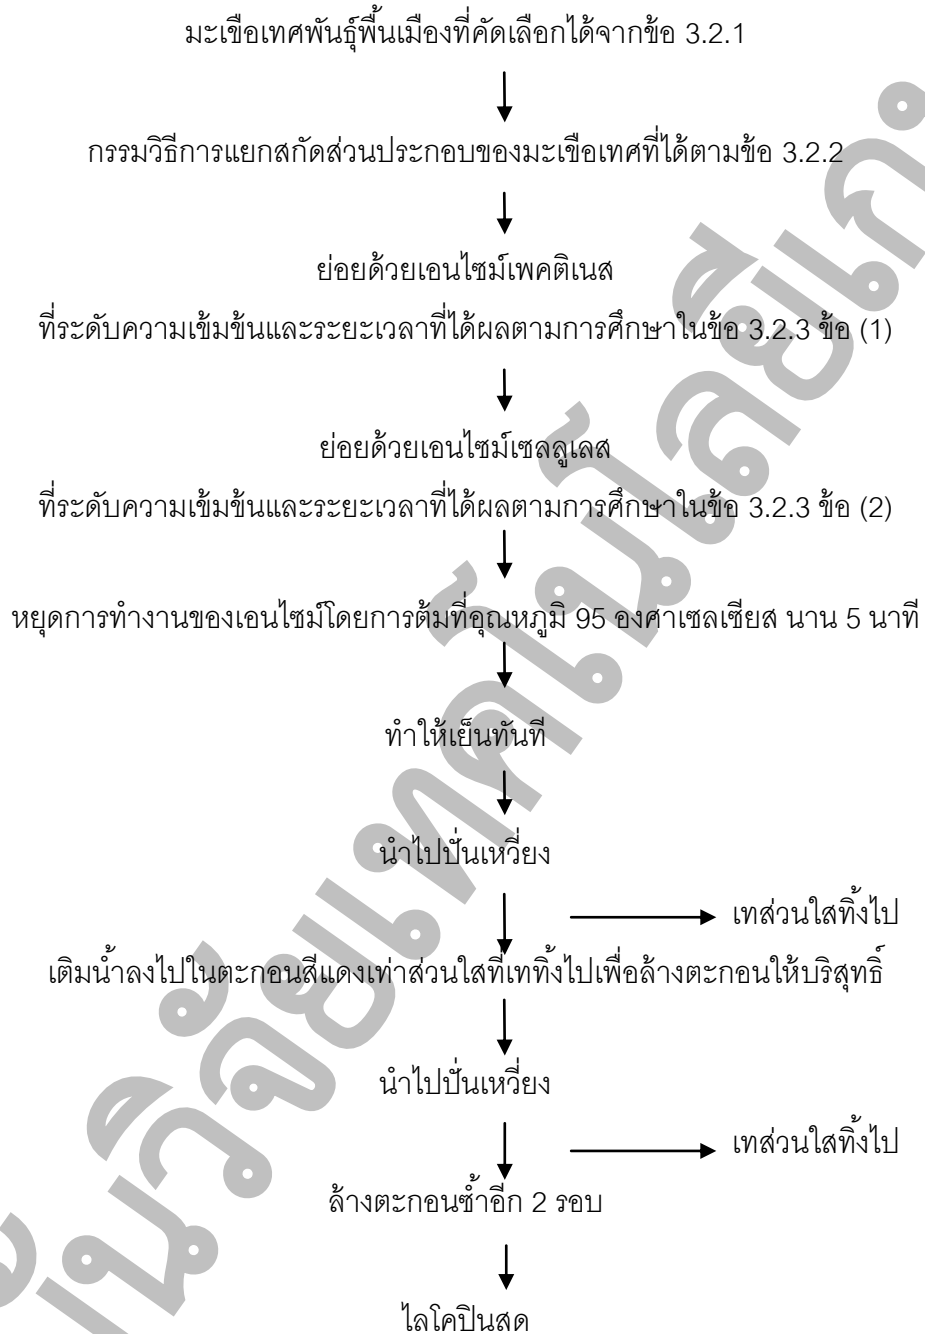 มะเขือเทศพันธุ์พื้นเมืองที่คัดเลือกได้จากข้อ 3.2.1
กรรมวิธีการแยกสกัดส่วนประกอบของมะเขือเทศที่ได้ตามข้อ 3.2.2
ย่อยด้วยเอนไซม์เพคติเนส
ที่ระดับความเข้มข้นและระยะเวลาที่ได้ผลตามการศึกษาในข้อ 3.2.3 ข้อ (1)
ย่อยด้วยเอนไซม์เซลลูเลส
ที่ระดับความเข้มข้นและระยะเวลาที่ได้ผลตามการศึกษาในข้อ 3.2.3 ข้อ (2)
หยุดการทำงานของเอนไซม์โดยการต้มที่อุณหภูมิ 95 องศาเซลเซียส นาน 5 นาที
ทำให้เย็นทันที
นำไปปั่นเหวี่ยง
เทส่วนใสทิ้งไป
เติมน้ำลงไปในตะกอนสีแดงเท่าส่วนใสที่เททิ้งไปเพื่อล้างตะกอนให้บริสุทธิ์
นำไปปั่นเหวี่ยง
เทส่วนใสทิ้งไป
ล้างตะกอนซ้ำอีก 2 รอบ
ไลโคปินสด